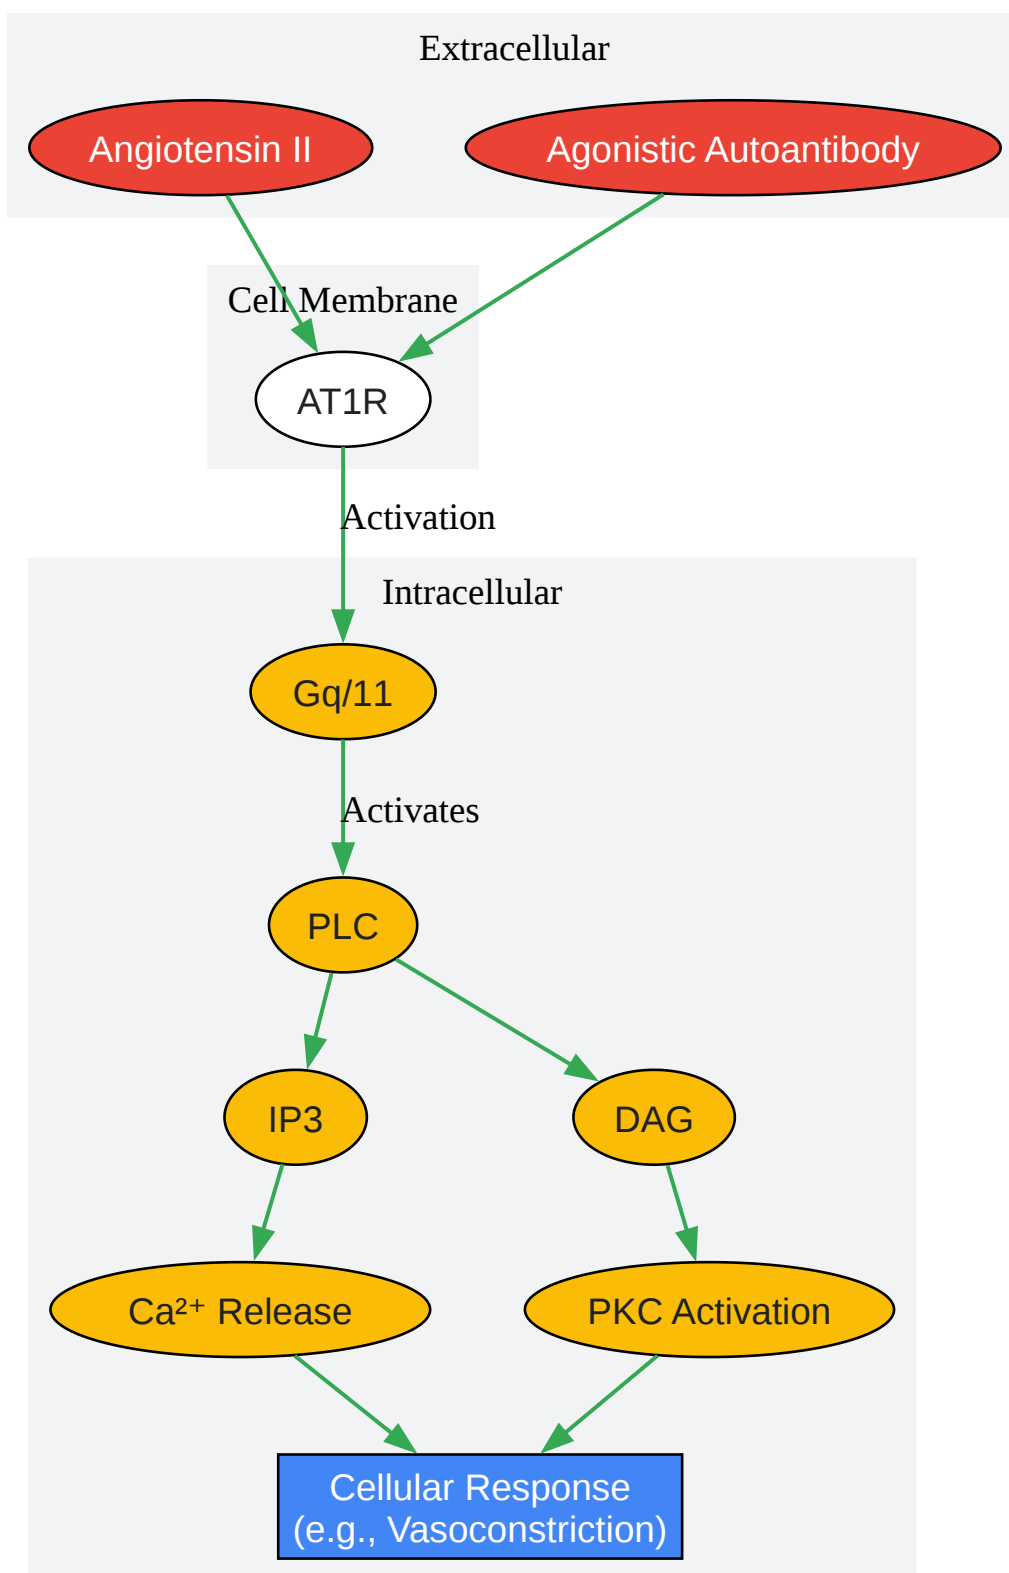 Extracellular
Angiotensin II
Agonistic Autoantibody
Cell Membrane
AT1R
Activation
Intracellular
Gq/11
Activates
PLC
IP3
DAG
Ca²⁺ Release
PKC Activation
Cellular Response
(e.g., Vasoconstriction)